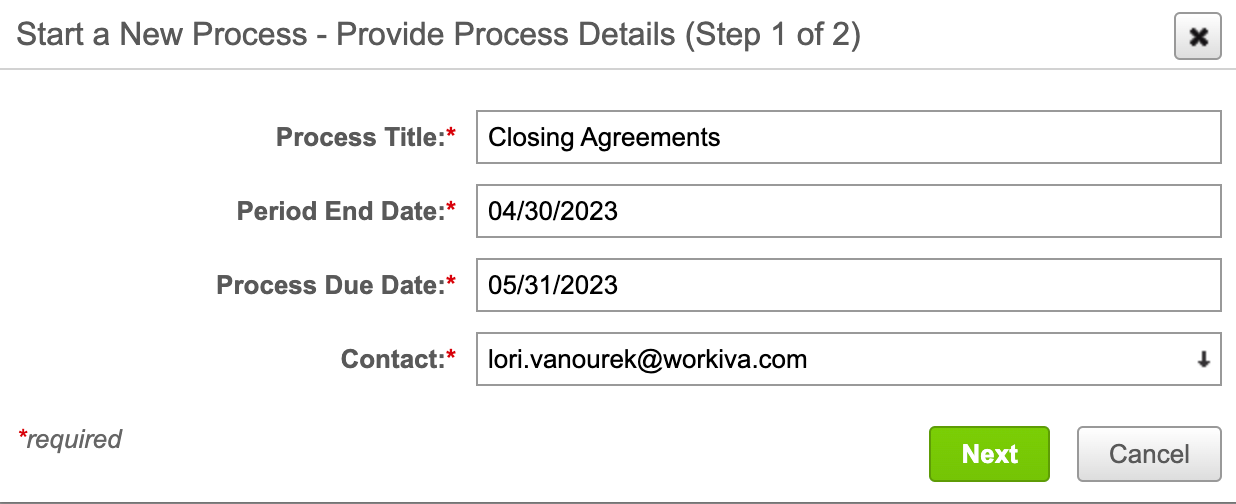 Start a New Process - Provide Process Details (Step 1 of 2)
Process Title:* Closing Agreements
Period End Date:* 04/30/2023
Process Due Date:* 05/31/2023
Contact:* lori.vanourek@workiva.com
*required
Next Cancel